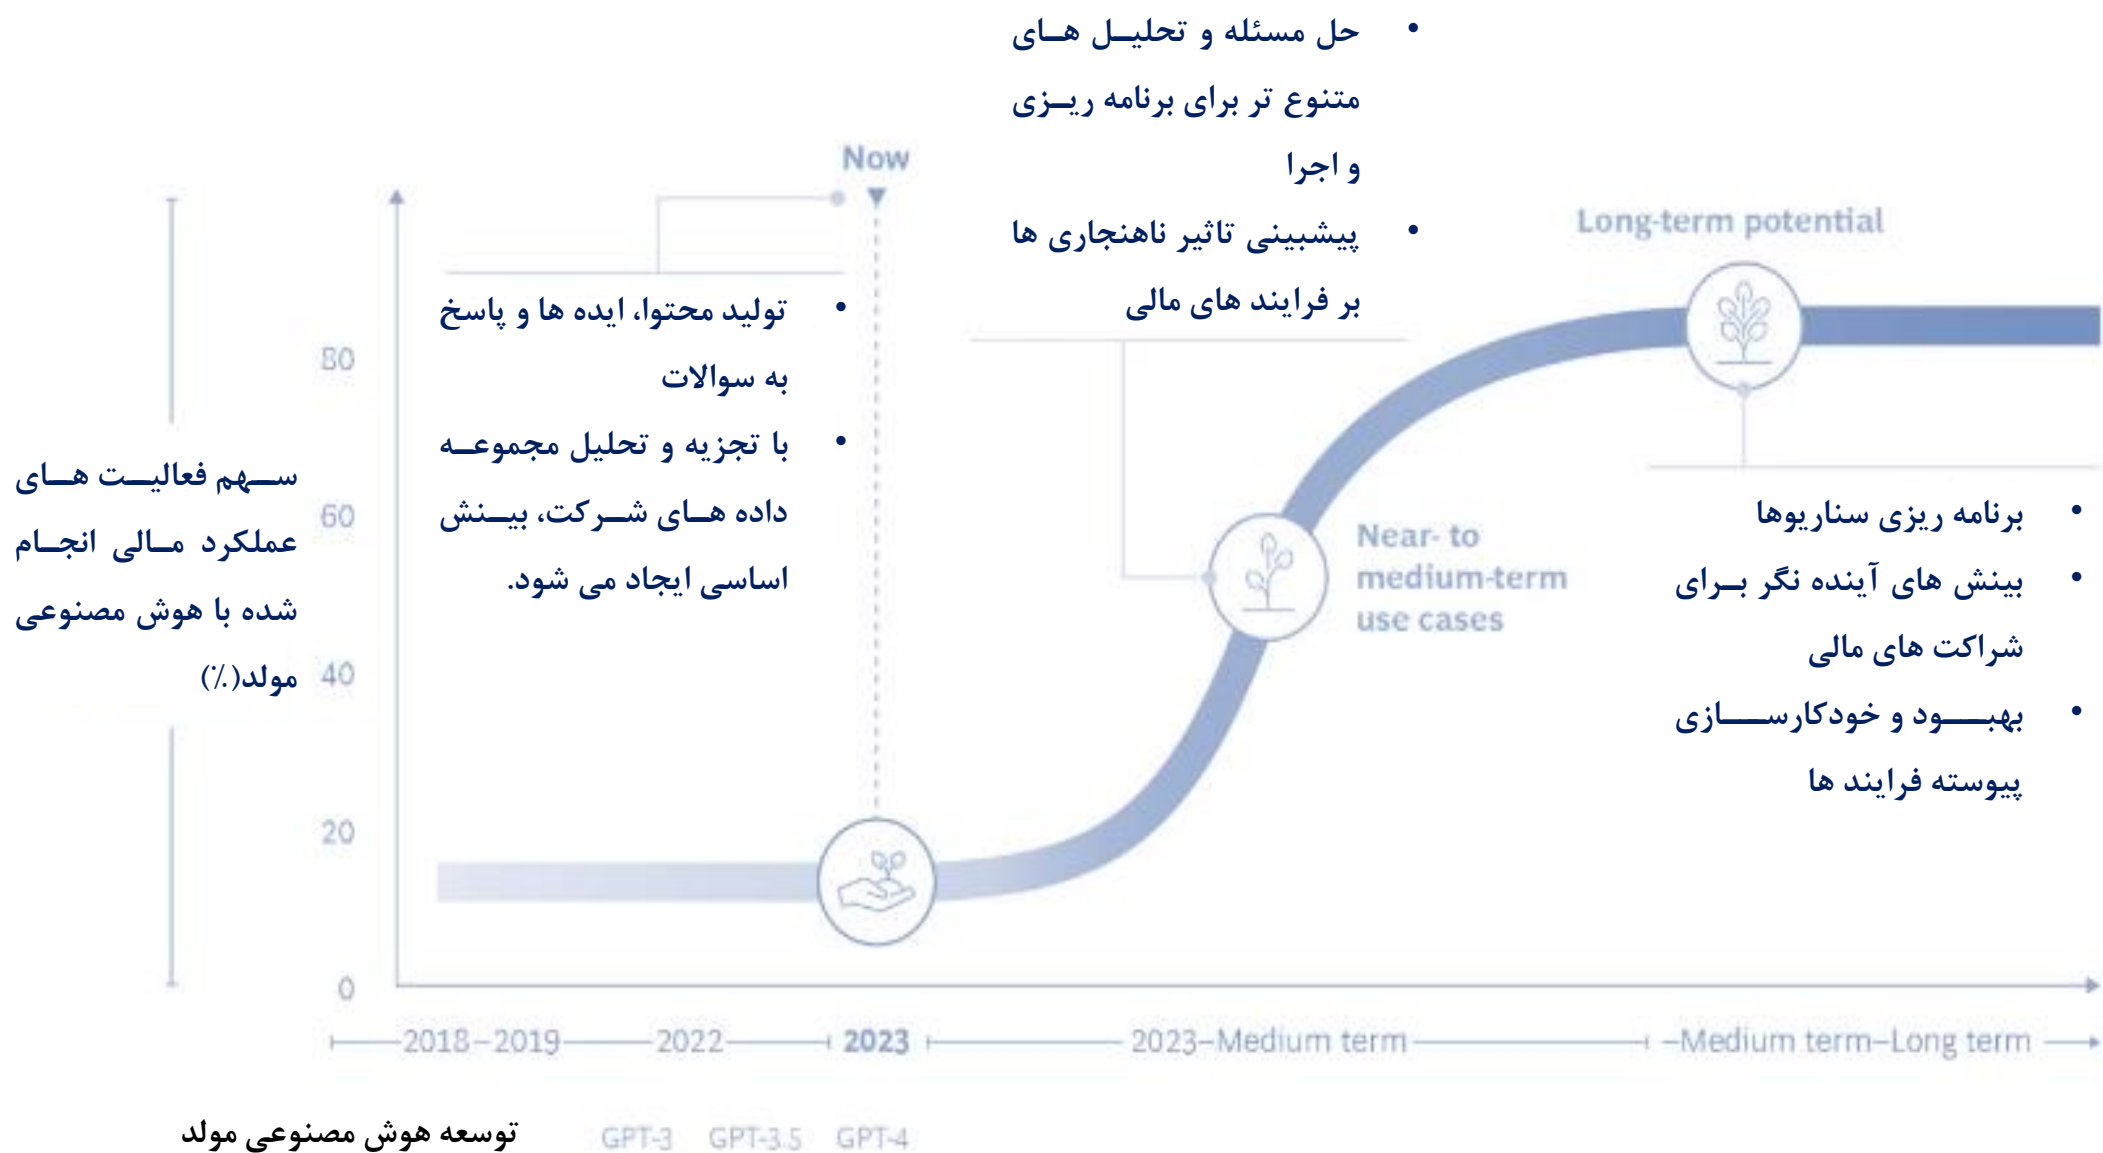 حل مسئله و تحلیل های
متنوع تر برای برنامه ریزی
و اجرا
پیشبینی تاثیر ناهنجاری ها
بر فرایند های مالی
Now
Long-term potential
تولید محتوا، ایده ها و پاسخ
به سوالات
با تجزیه و تحلیل مجموعه
داده های شرکت، بینش
اساسی ایجاد می شود.
سهم فعالیت های
عملکرد مالی انجام
شده با هوش مصنوعی
مولد(٪)
80
60
40
20
0
Near- to
medium-term
use cases
برنامه ریزی سناریوها
بینش های آینده نگر برای
شراکت های مالی
بهبود و خودکارسازی
پیوسته فرایند ها
2018–2019 2022 2023 2023–Medium term –Medium term–Long term
توسعه هوش مصنوعی مولد
GPT-3 GPT-3.5 GPT-4